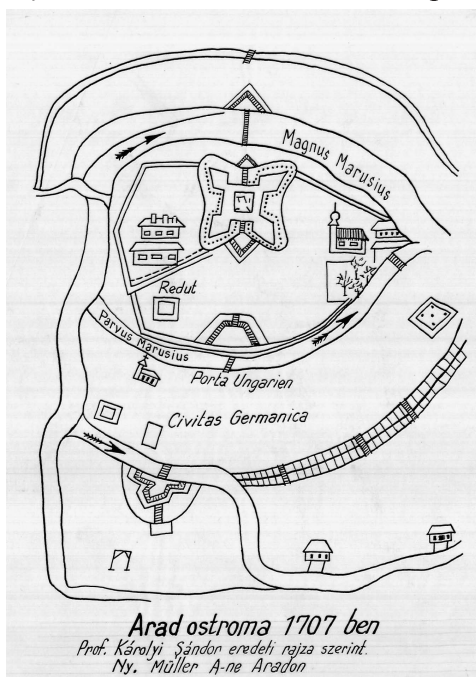 Magnus Marusius
Redut
Parvus Marusius
Porta Ungarien
Civitas Germanica
Arad ostroma 1707 ben
Prof. Károlyi Sándor eredeti rajza szerint.
Ny. Müller A-ne Aradon